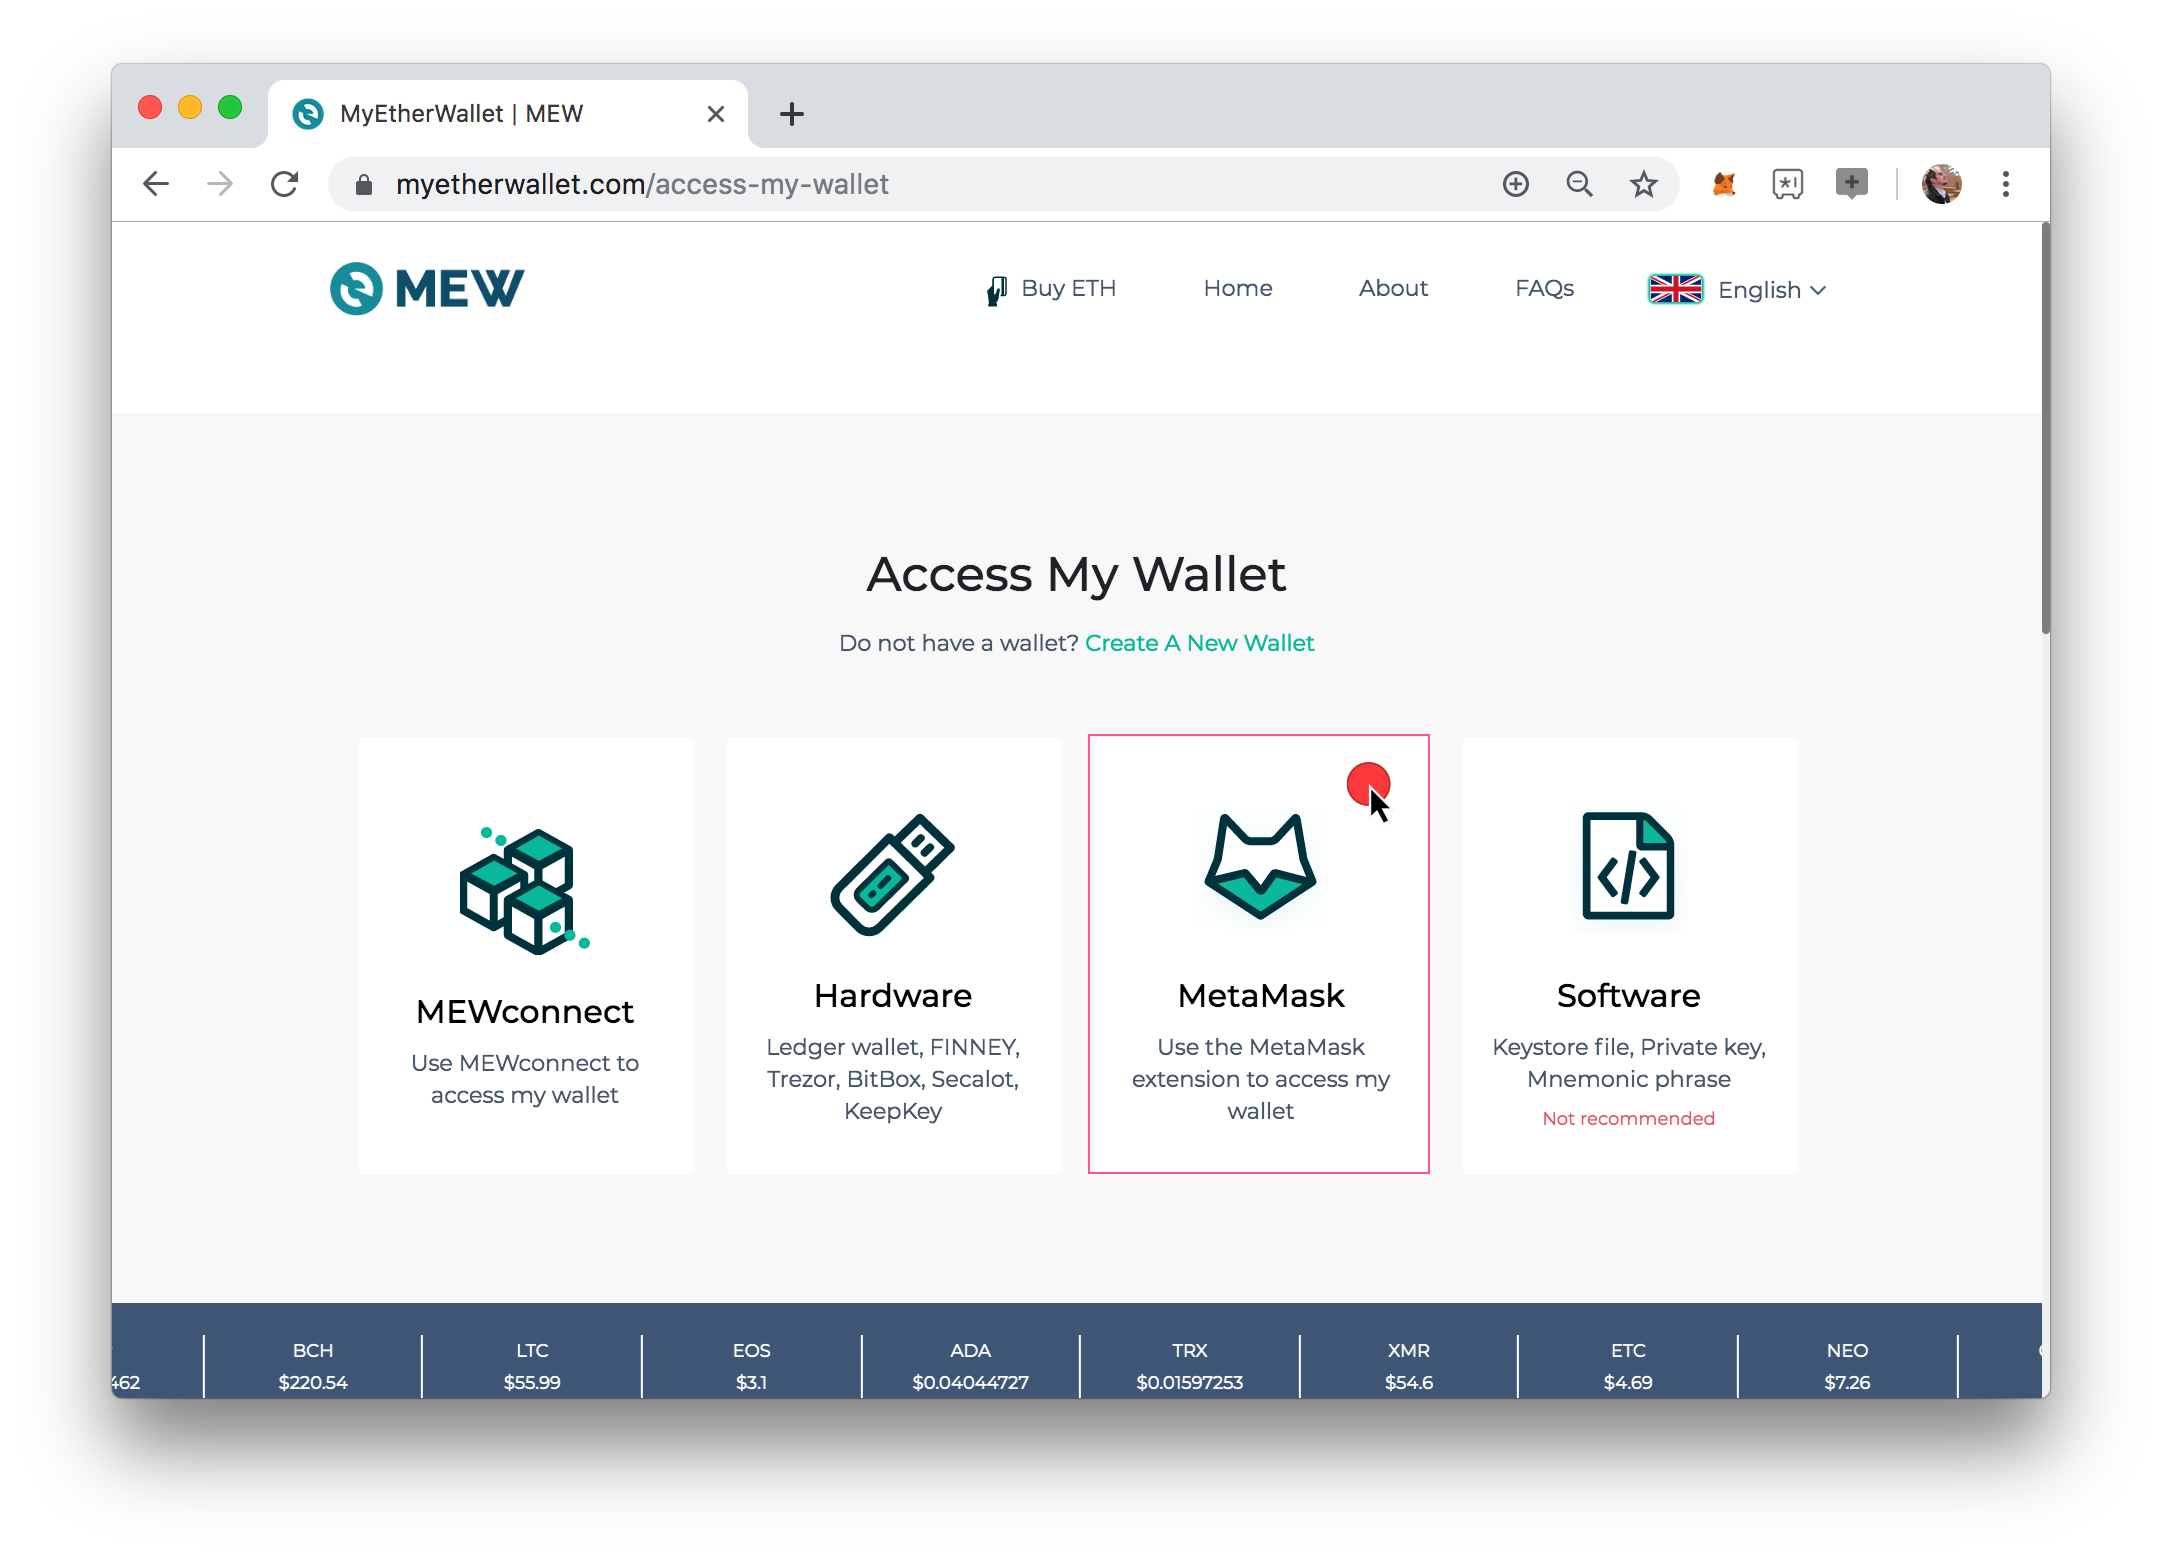 MyEtherWallet | MEW
myetherwallet.com/access-my-wallet
MEW
Buy ETH
Home
About
FAQs
English
Access My Wallet
Do not have a wallet? Create A New Wallet
MEWconnect
Use MEWconnect to
access my wallet
Hardware
Ledger wallet, FINNEY,
Trezor, BitBox, Secalot,
KeepKey
MetaMask
Use the MetaMask
extension to access my
wallet
Software
Keystore file, Private key,
Mnemonic phrase
Not recommended
462
BCH
$220.54
LTC
$55.99
EOS
$3.1
ADA
$0.04044727
TRX
$0.01597253
XMR
$54.6
ETC
$4.69
NEO
$7.26